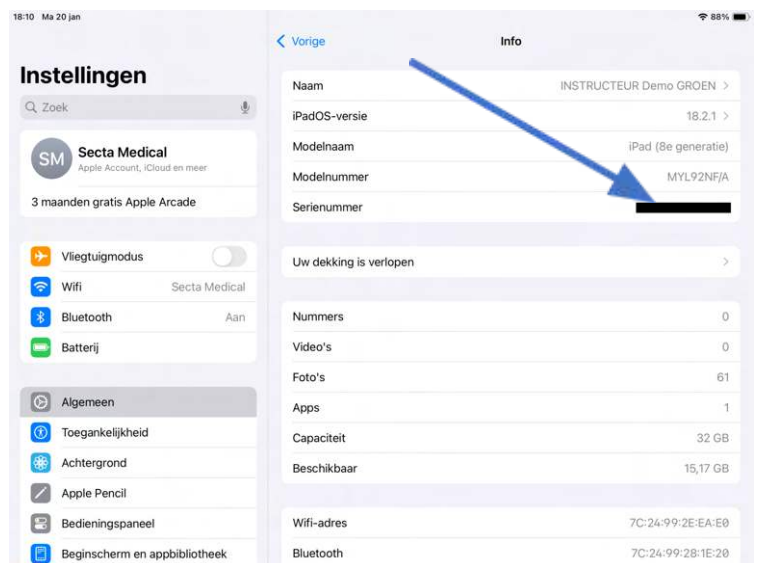 18:10 Ma 20 jan
88%
Instellingen
Zoek
SM
Secta Medical
Apple Account, iCloud en meer
3 maanden gratis Apple Arcade
Vliegtuigmodus
Wifi Secta Medical
Bluetooth Aan
Batterij
Algemeen
Toegankelijkheid
Achtergrond
Apple Pencil
Bedieningspaneel
Beginscherm en appbibliotheek
Vorige
Info
Naam INSTRUCTEUR Demo GROEN
iPadOS-versie 18.2.1
Modelnaam iPad (8e generatie)
Modelnummer MYL92NF/A
Serienummer
Uw dekking is verlopen
Nummers 0
Video's 0
Foto's 61
Apps 1
Capaciteit 32 GB
Beschikbaar 15,17 GB
Wifi-adres 7C:24:99:2E:EA:E0
Bluetooth 7C:24:99:28:1E:20